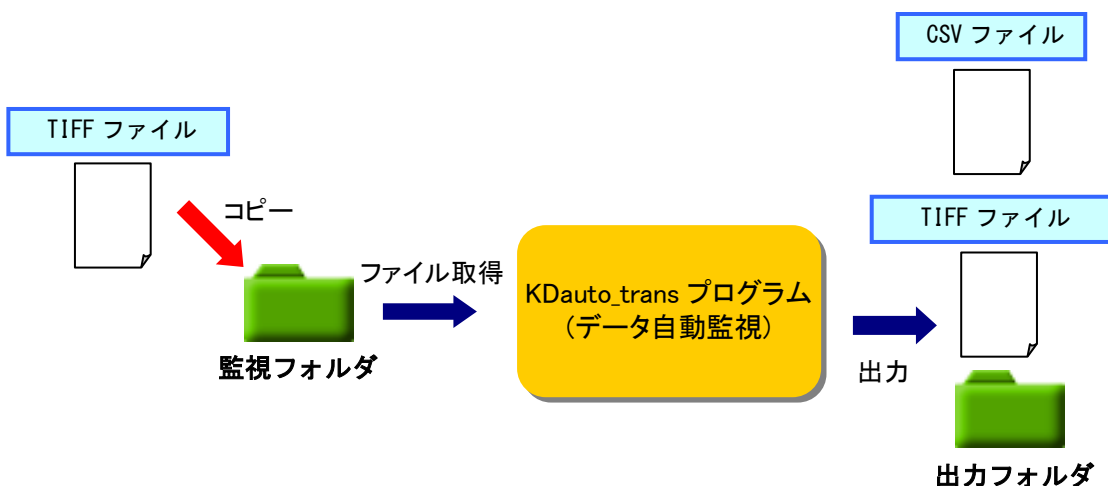 CSV ファイル
TIFF ファイル
コピー
TIFF ファイル
ファイル取得
KDauto_trans プログラム
(データ自動監視)
監視フォルダ
出力
出力フォルダ